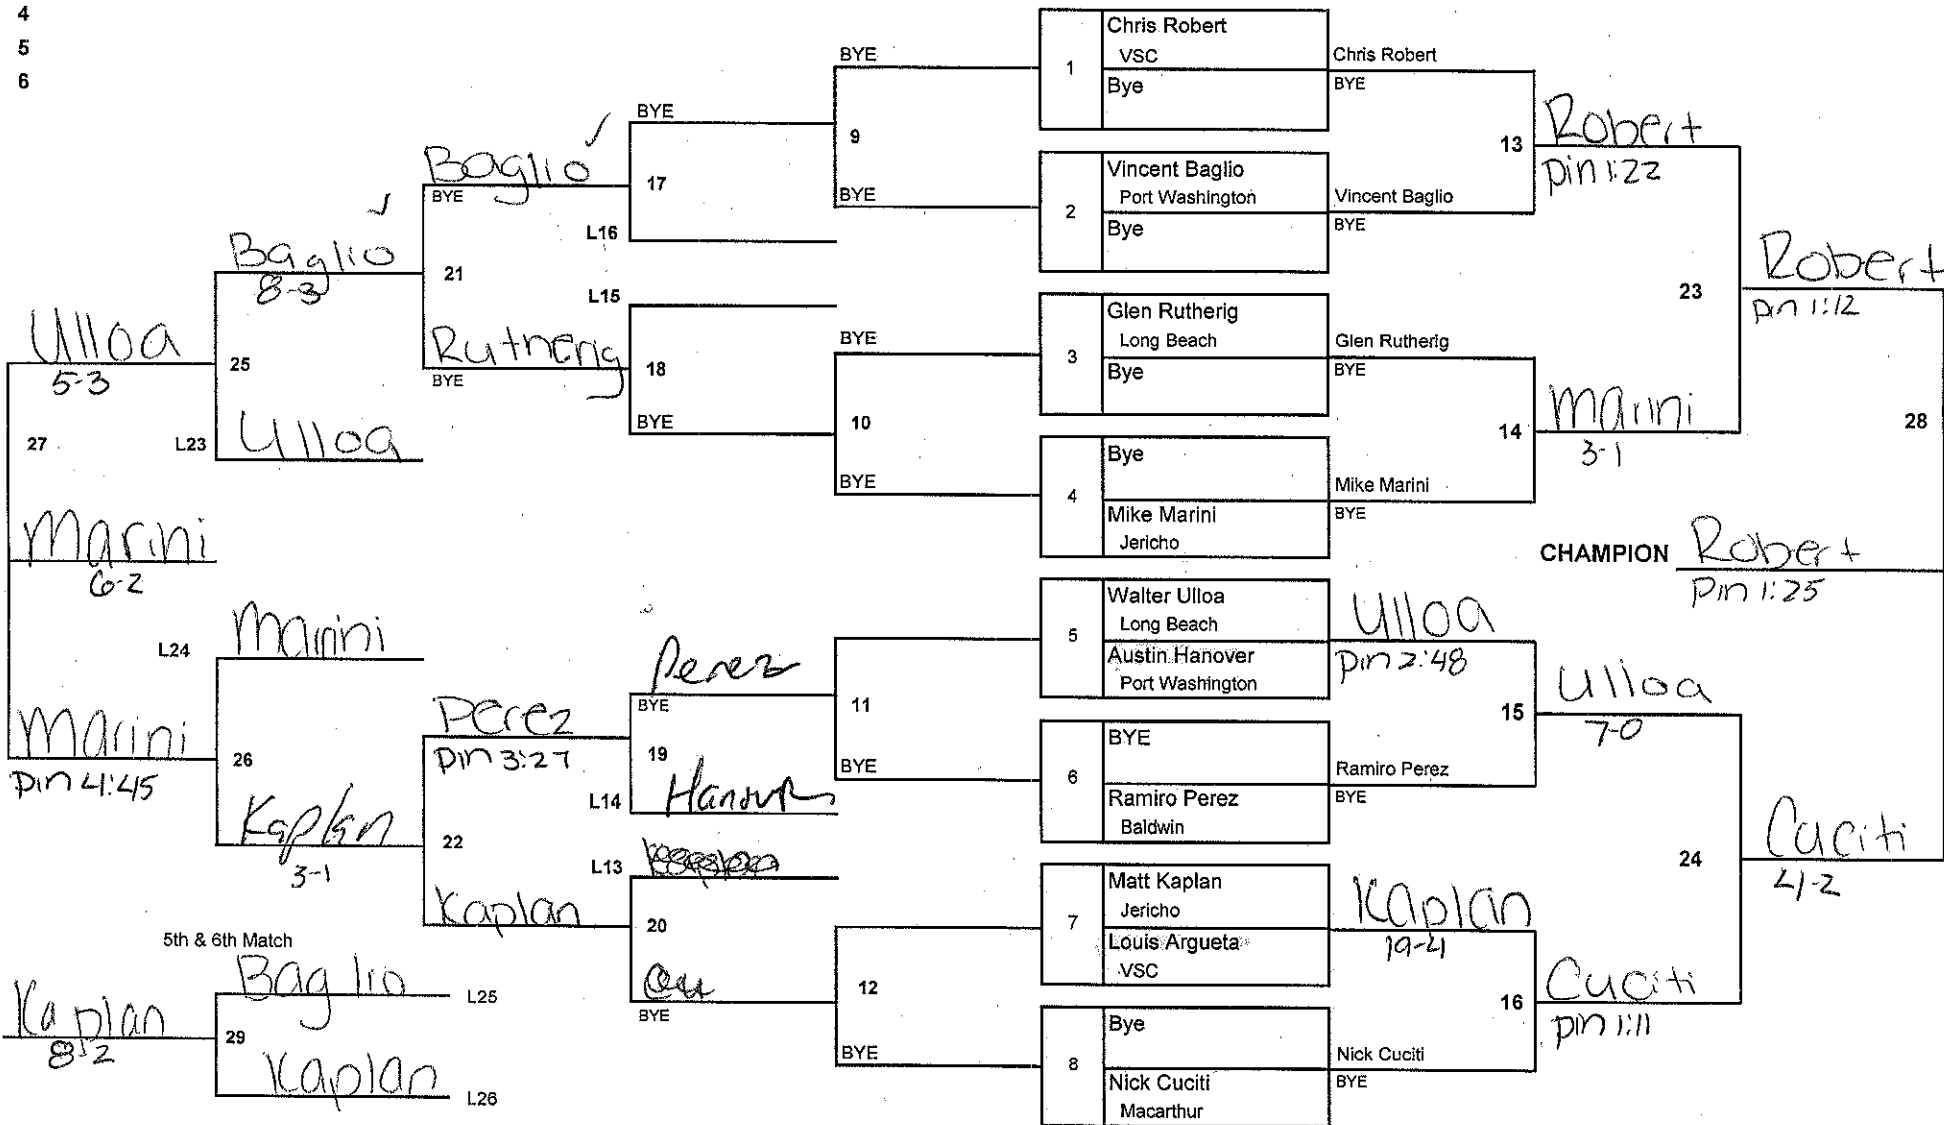 4
5
6
1
Chris Robert
VSC
Bye
2
Vincent Baglio
Port Washington
Bye
3
Glen Rutherig
Long Beach
Bye
4
Bye
Mike Marini
Jericho
5
Walter Ulloa
Long Beach
Austin Hanover
Port Washington
6
BYE
Ramiro Perez
Baldwin
7
Matt Kaplan
Jericho
Louis Argueta
VSC
8
Bye
Nick Cuciti
Macarthur
Chris Robert
BYE
13
Vincent Baglio
BYE
Glen Rutherig
BYE
14
Mike Marini
BYE
Ulloa
pin 2:48
15
Ramiro Perez
BYE
Kaplan
19-4
16
Nick Cuciti
BYE
Robert
pin 1:22
23
Marini
3-1
Ulloa
7-0
24
Cuciti
pin 1:11
Robert
pin 1:12
28
Cuciti
4-2
CHAMPION Robert
pin 1:25
BYE
9
BYE
BYE
10
BYE
11
BYE
12
BYE
BYE
17
L16
L15
18
BYE
Perez
BYE
19
L14 Hanover
L13
20
BYE
Baglio
BYE
21
Rutherig
BYE
Perez
pin 3:27
22
Kaplan
Baglio
8-3
25
L23 Ulloa
L24 Marini
26
Kaplan
3-1
Ulloa
5-3
27
Marini
6-2
Marini
pin 4:45
5th & 6th Match
Baglio L25
29
Kaplan L26
Kaplan
8-2